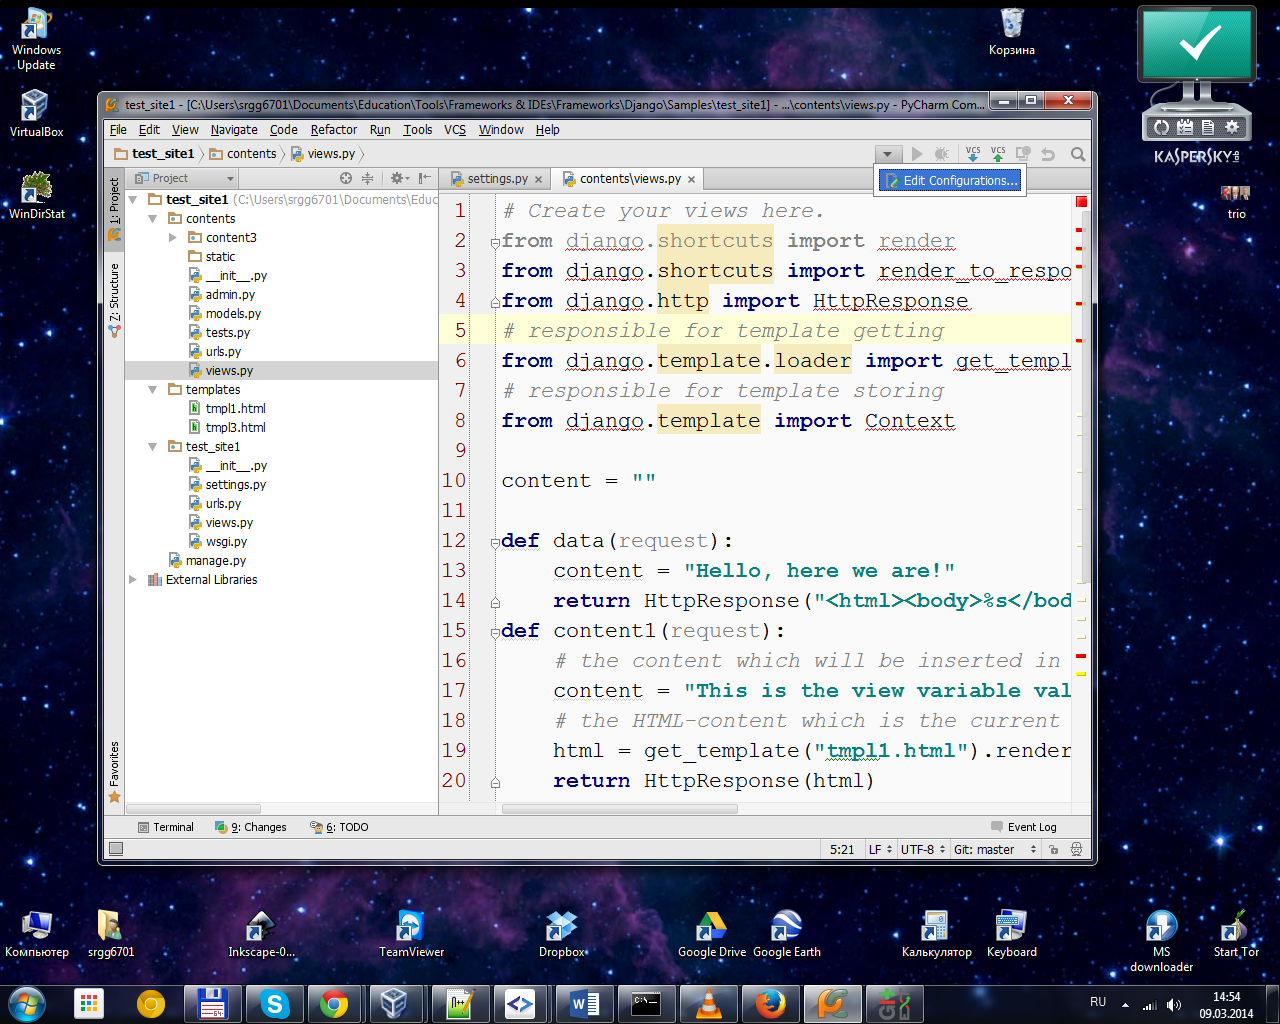 Windows
Update
VirtualBox
WinDirStat
Корзина
KASPERSKY
trio
test_site1 - [C:\Users\srgg6701\Documents\Education\Tools\Frameworks & IDEs\Frameworks\Django\Samples\test_site1] - ...\contents\views.py - PyCharm Com...
File Edit View Navigate Code Refactor Run Tools VCS Window Help
test_site1 contents views.py
VCS VCS
Edit Configurations...
1: Project
7: Structure
Favorites
Project
test_site1 (C:\Users\srgg6701\Documents\Educ
contents
content3
static
__init__.py
admin.py
models.py
tests.py
urls.py
views.py
templates
tmpl1.html
tmpl3.html
test_site1
__init__.py
settings.py
urls.py
views.py
wsgi.py
manage.py
External Libraries
settings.py contents\views.py
1 # Create your views here.
2 from django.shortcuts import render
3 from django.shortcuts import render_to_respo
4 from django.http import HttpResponse
5 # responsible for template getting
6 from django.template.loader import get_templ
7 # responsible for template storing
8 from django.template import Context
9
10 content = ""
11
12 def data(request):
13 content = "Hello, here we are!"
14 return HttpResponse("<html><body>%s</bod
15 def content1(request):
16 # the content which will be inserted in
17 content = "This is the view variable val
18 # the HTML-content which is the current
19 html = get_template("tmpl1.html").render
20 return HttpResponse(html)
Terminal 9: Changes 6: TODO Event Log
5:21 LF UTF-8 Git: master
Компьютер
srgg6701
Inkscape-0...
TeamViewer
Dropbox
Google Drive
Google Earth
Калькулятор
Keyboard
MS
downloader
Start Tor
RU
14:54
09.03.2014